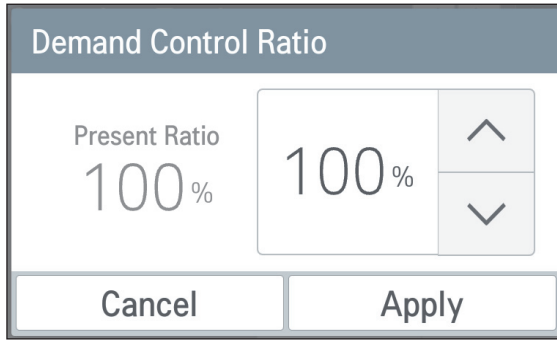 Demand Control Ratio
Present Ratio
100 %
100 %
Cancel
Apply